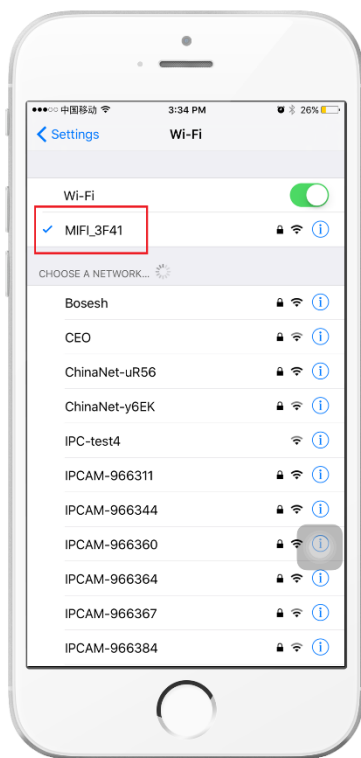 中国移动 3:34 PM 26%
Settings Wi-Fi
Wi-Fi
MIFI_3F41
CHOOSE A NETWORK...
Bosesh
CEO
ChinaNet-uR56
ChinaNet-y6EK
IPC-test4
IPCAM-966311
IPCAM-966344
IPCAM-966360
IPCAM-966364
IPCAM-966367
IPCAM-966384